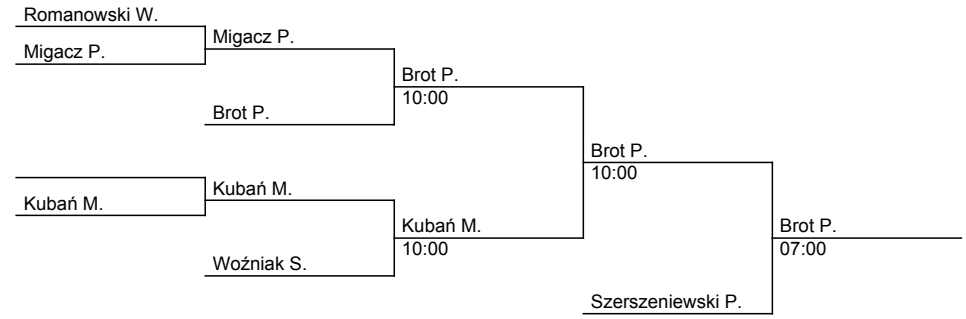 Romanowski W.
Migacz P.
Migacz P.
Brot P.
Brot P.
10:00
Kubań M.
Kubań M.
Woźniak S.
Kubań M.
10:00
Brot P.
10:00
Szerszeniewski P.
Brot P.
07:00